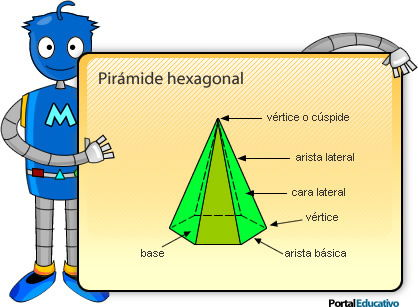 Pirámide hexagonal
vértice o cúspide
arista lateral
cara lateral
vértice
base
arista básica
M
PortalEducativo